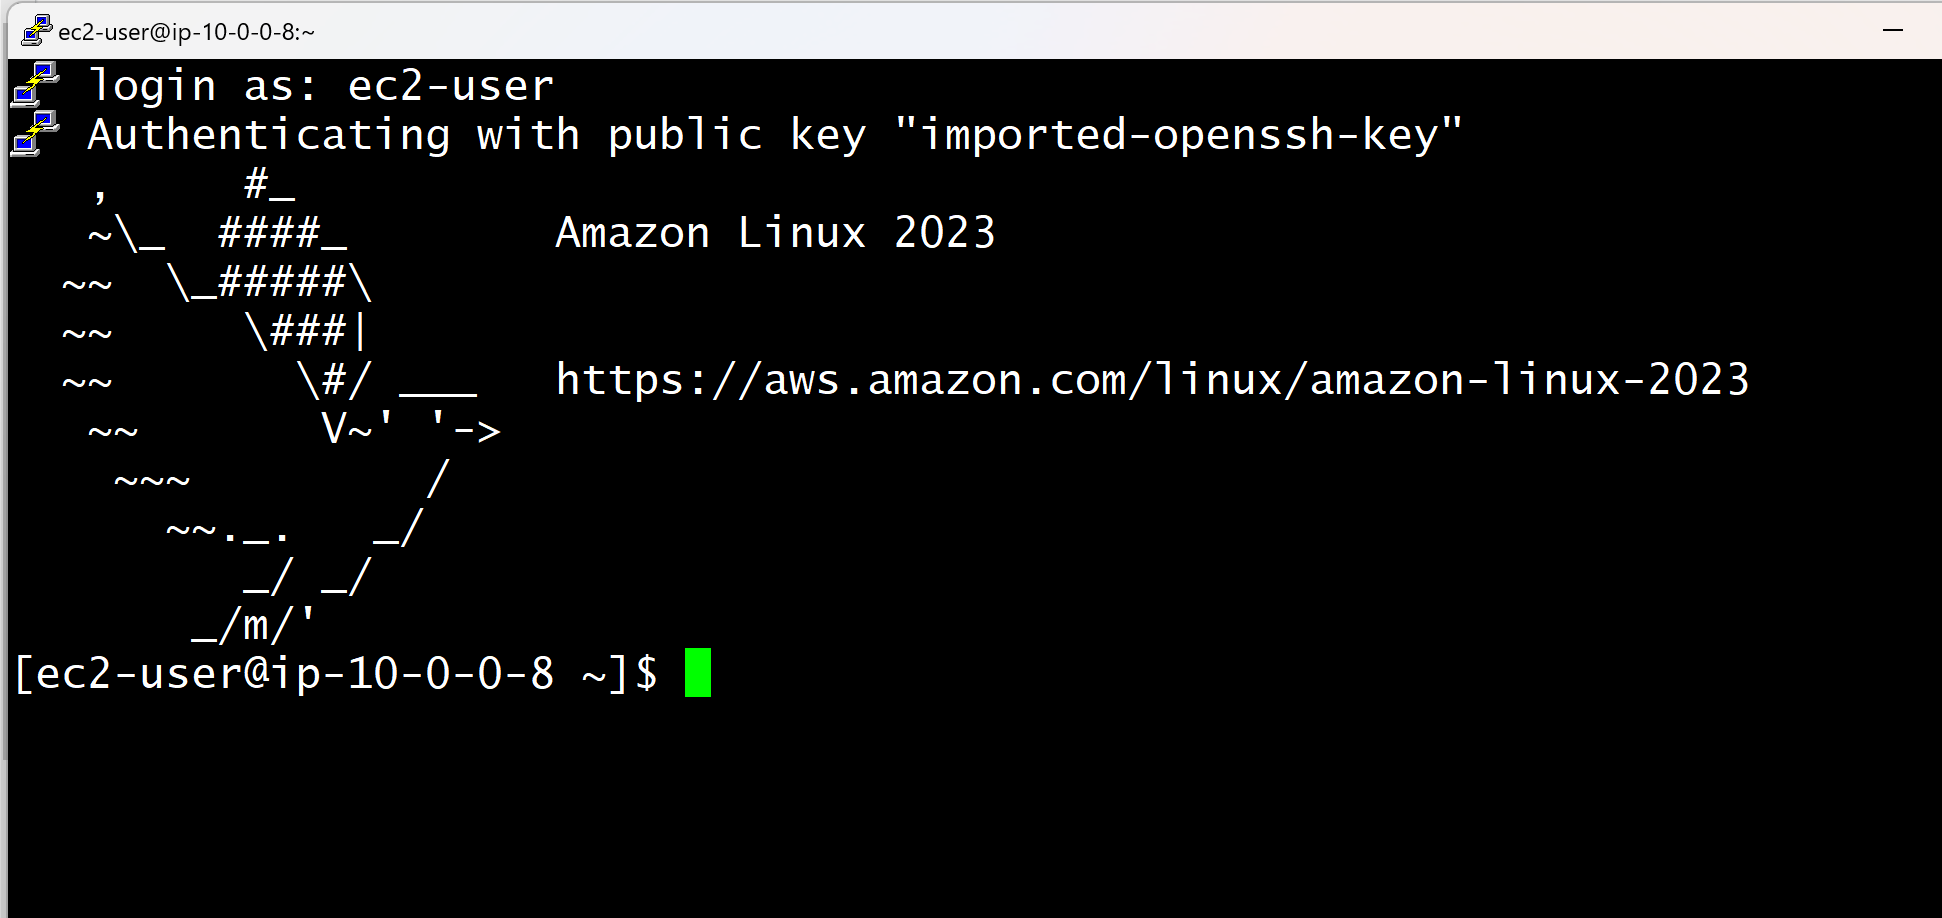 ec2-user@ip-10-0-0-8:~
login as: ec2-user
Authenticating with public key "imported-openssh-key"
   ,     #_
   ~\_  ####_        Amazon Linux 2023
  ~~  \_#####\
  ~~     \###|
  ~~       \#/ ___   https://aws.amazon.com/linux/amazon-linux-2023
   ~~       V~' '->
    ~~~         /
      ~~._.   _/
         _/ _/
       _/m/'
[ec2-user@ip-10-0-0-8 ~]$